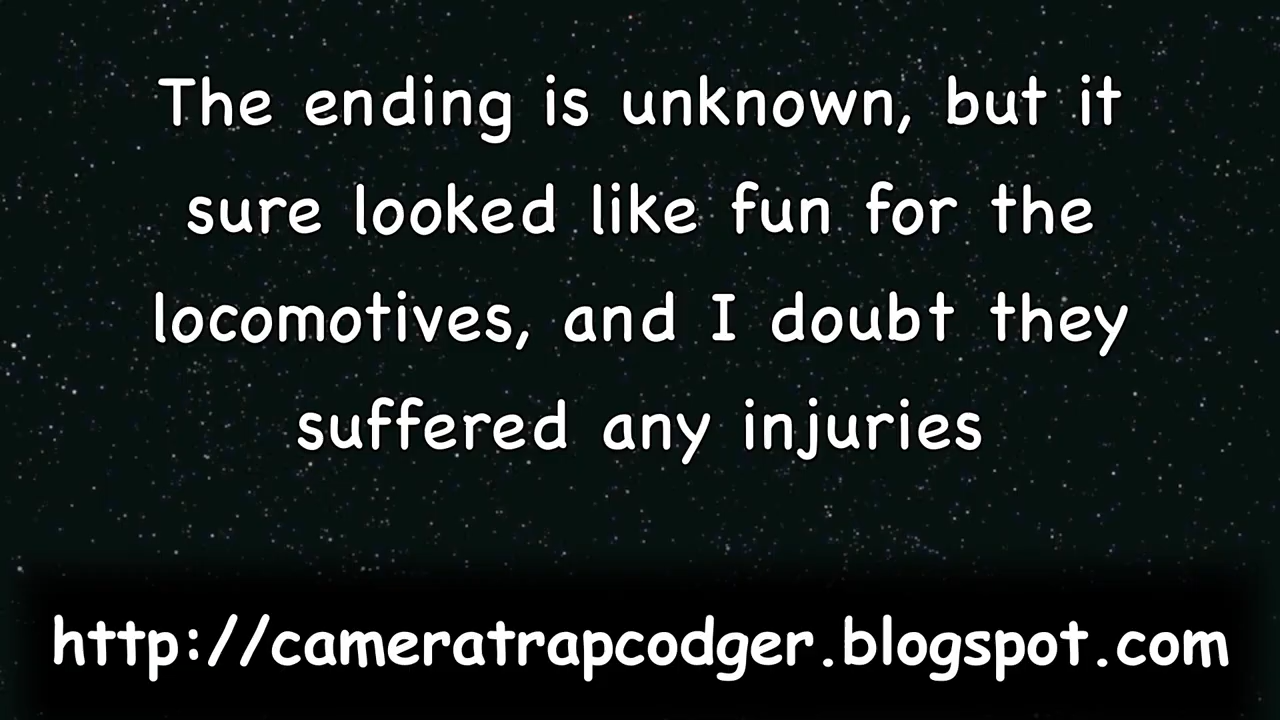 The ending is unknown, but it
sure looked like fun for the
locomotives, and I doubt they
suffered any injuries
http://cameratrapcodger.blogspot.com